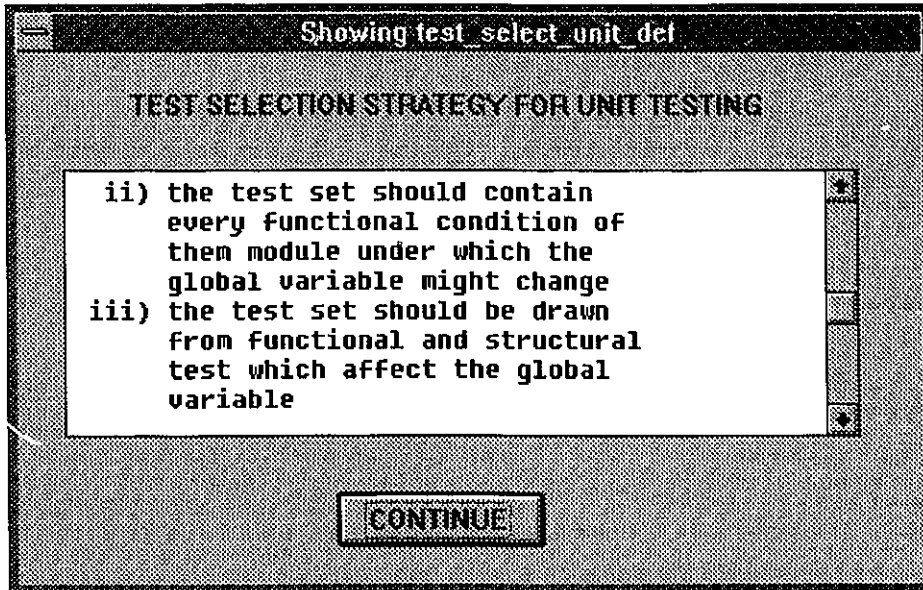 Showing test_select_unit_def
TEST SELECTION STRATEGY FOR UNIT TESTING
ii) the test set should contain
every functional condition of
them module under which the
global variable might change
iii) the test set should be drawn
from functional and structural
test which affect the global
variable
CONTINUE